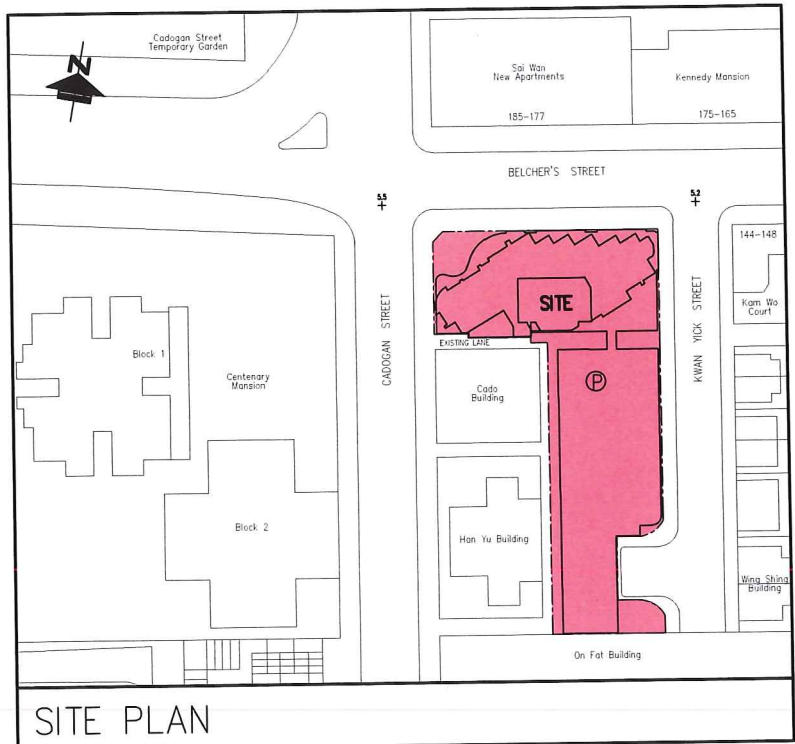 Cadogan Street
Temporary Garden
N
Sai Wan
New Apartments
185-177
Kennedy Mansion
175-165
BELCHER'S STREET
5.5
+
5.2
+
144-148
Kam Wo
Court
CADOGAN STREET
KWAN YICK STREET
SITE
EXISTING LANE
Block 1
Centenary
Mansion
Cado
Building
P
Block 2
Han Yu Building
Wing Shing
Building
On Fat Building
SITE PLAN